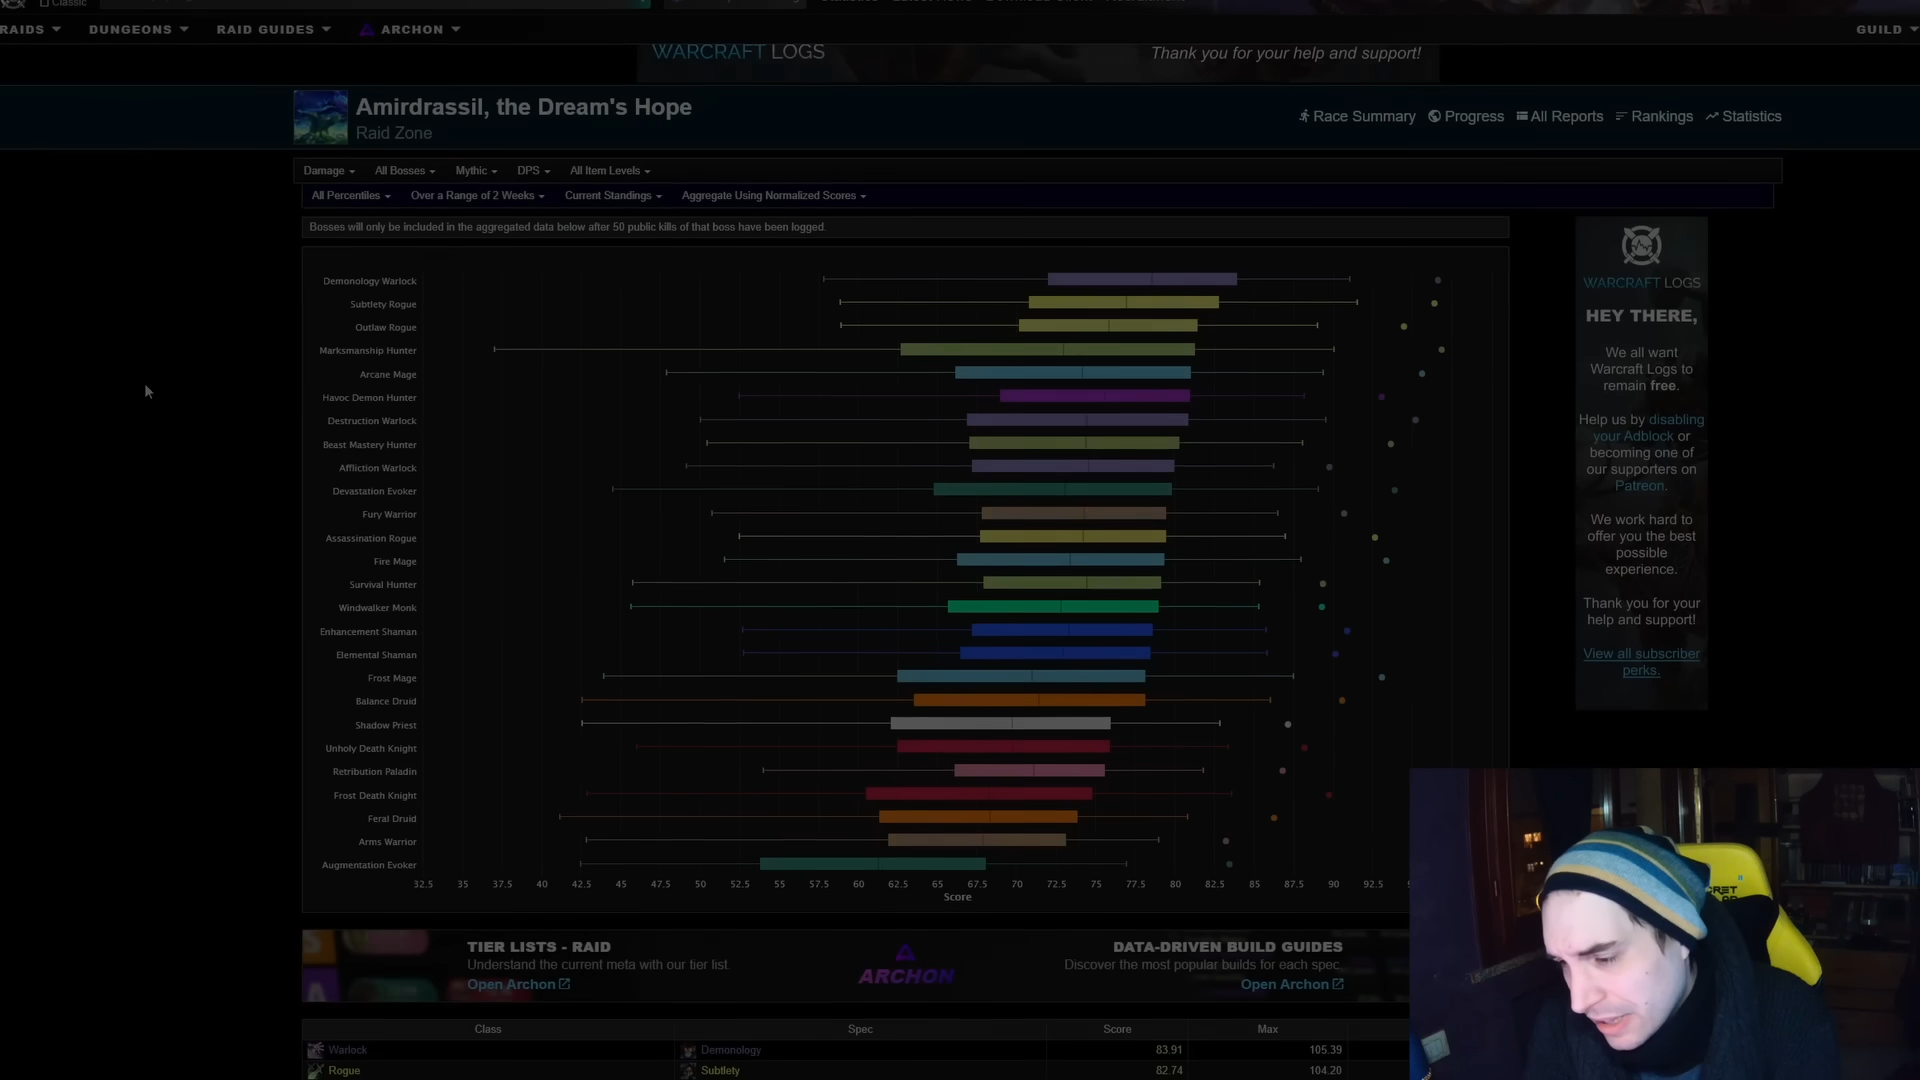 Classic
RAIDS DUNGEONS RAID GUIDES ARCHON GUILD
WARCRAFT LOGS
Thank you for your help and support!
Amirdrassil, the Dream's Hope
Raid Zone
Race Summary Progress All Reports Rankings Statistics
Damage All Bosses Mythic DPS All Item Levels
All Percentiles Over a Range of 2 Weeks Current Standings Aggregate Using Normalized Scores
Bosses will only be included in the aggregated data below after 50 public kills of that boss have been logged.
Demonology Warlock
Subtlety Rogue
Outlaw Rogue
Marksmanship Hunter
Arcane Mage
Havoc Demon Hunter
Destruction Warlock
Beast Mastery Hunter
Affliction Warlock
Devastation Evoker
Fury Warrior
Assassination Rogue
Fire Mage
Survival Hunter
Windwalker Monk
Enhancement Shaman
Elemental Shaman
Frost Mage
Balance Druid
Shadow Priest
Unholy Death Knight
Retribution Paladin
Frost Death Knight
Feral Druid
Arms Warrior
Augmentation Evoker
32.5 35 37.5 40 42.5 45 47.5 50 52.5 55 57.5 60 62.5 65 67.5 70 72.5 75 77.5 80 82.5 85 87.5 90 92.5
Score
WARCRAFT LOGS
HEY THERE,
We all want
Warcraft Logs to
remain free.
Help us by disabling
your Adblock or
becoming one of
our supporters on
Patreon.
We work hard to
offer you the best
possible
experience.
Thank you for your
help and support!
View all subscriber
perks.
TIER LISTS - RAID
Understand the current meta with our tier list.
Open Archon
ARCHON
DATA-DRIVEN BUILD GUIDES
Discover the most popular builds for each spec.
Open Archon
Class Spec Score Max
Warlock Demonology 83.91 105.39
Rogue Subtlety 82.74 104.20